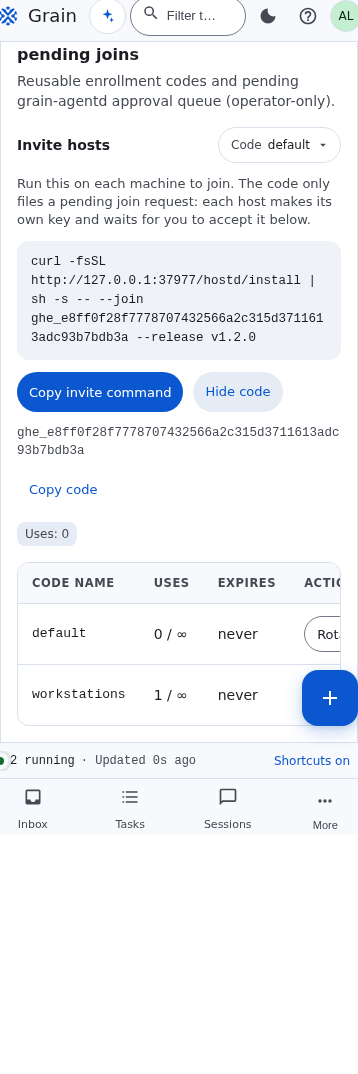 Grain
Filter t…
AL
pending joins
Reusable enrollment codes and pending
grain-agentd approval queue (operator-only).
Invite hosts
Code default
Run this on each machine to join. The code only
files a pending join request: each host makes its
own key and waits for you to accept it below.
curl -fsSL
http://127.0.0.1:37977/hostd/install |
sh -s -- --join
ghe_e8ff0f28f7778707432566a2c315d371161
3adc93b7bdb3a --release v1.2.0
Copy invite command
Hide code
ghe_e8ff0f28f7778707432566a2c315d3711613adc
93b7bdb3a
Copy code
Uses: 0
CODE NAME USES EXPIRES
default 0 / ∞ never
workstations 1 / ∞ never
2 running · Updated 0s ago
Shortcuts on
Inbox
Tasks
Sessions
More